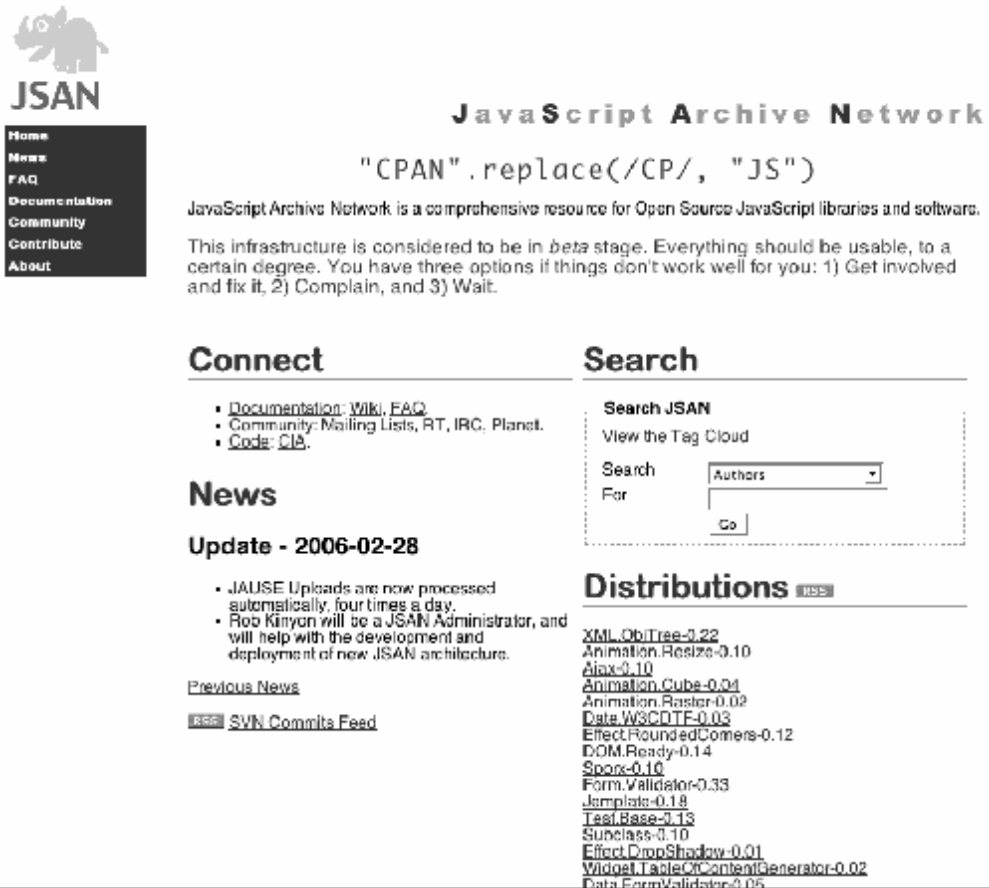 JSAN
Home
News
FAQ
Documentation
Community
Contribute
About
JavaScript Archive Network
"CPAN".replace(/CP/, "JS")
JavaScript Archive Network is a comprehensive resource for Open Source JavaScript libraries and software.
This infrastructure is considered to be in beta stage. Everything should be usable, to a
certain degree. You have three options if things don't work well for you: 1) Get involved
and fix it, 2) Complain, and 3) Wait.
Connect
Documentation: Wiki, FAQ.
Community: Mailing Lists, RT, IRC, Planet.
Code: CIA.
News
Update - 2006-02-28
JAUSE Uploads are now processed
automatically, four times a day.
Rob Kinyon will be a JSAN Administrator, and
will help with the development and
deployment of new JSAN architecture.
Previous News
RSS SVN Commits Feed
Search
Search JSAN
View the Tag Cloud
Search
Authors
For
Go
Distributions RSS
XML.ObjTree-0.22
Animation.Resize-0.10
Ajax-0.10
Animation.Cube-0.04
Animation.Raster-0.02
Date.W3CDTF-0.03
Effect.RoundedCorners-0.12
DOM.Ready-0.14
Sporx-0.10
Form.Validator-0.33
Jemplate-0.18
Test.Base-0.13
Subclass-0.10
Effect.DropShadow-0.01
Widget.TableOfContentGenerator-0.02
Data.FormValidator-0.05